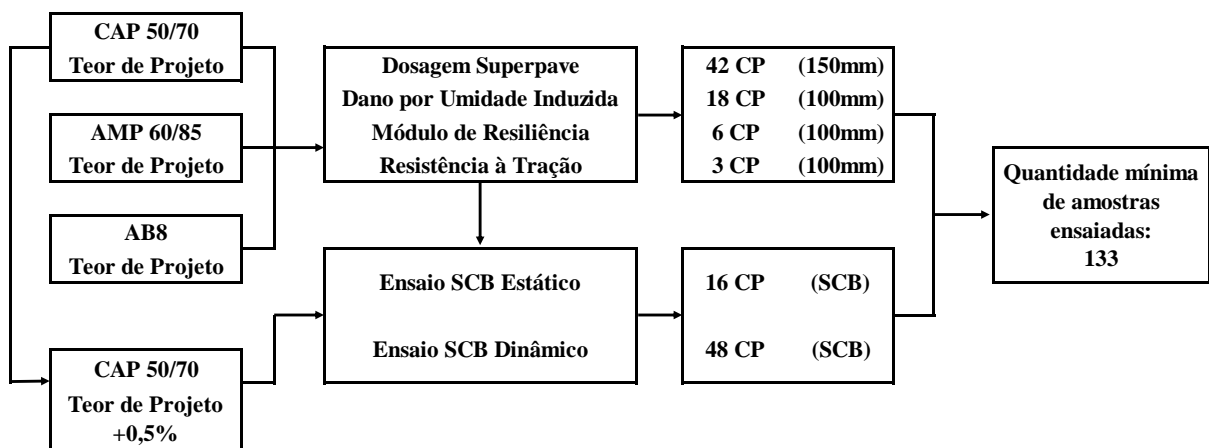 CAP 50/70
Teor de Projeto
AMP 60/85
Teor de Projeto
AB8
Teor de Projeto
CAP 50/70
Teor de Projeto
+0,5%
Dosagem Superpave
Dano por Umidade Induzida
Módulo de Resiliência
Resistência à Tração
Ensaio SCB Estático
Ensaio SCB Dinâmico
42 CP (150mm)
18 CP (100mm)
6 CP (100mm)
3 CP (100mm)
16 CP (SCB)
48 CP (SCB)
Quantidade mínima
de amostras
ensaiadas:
133